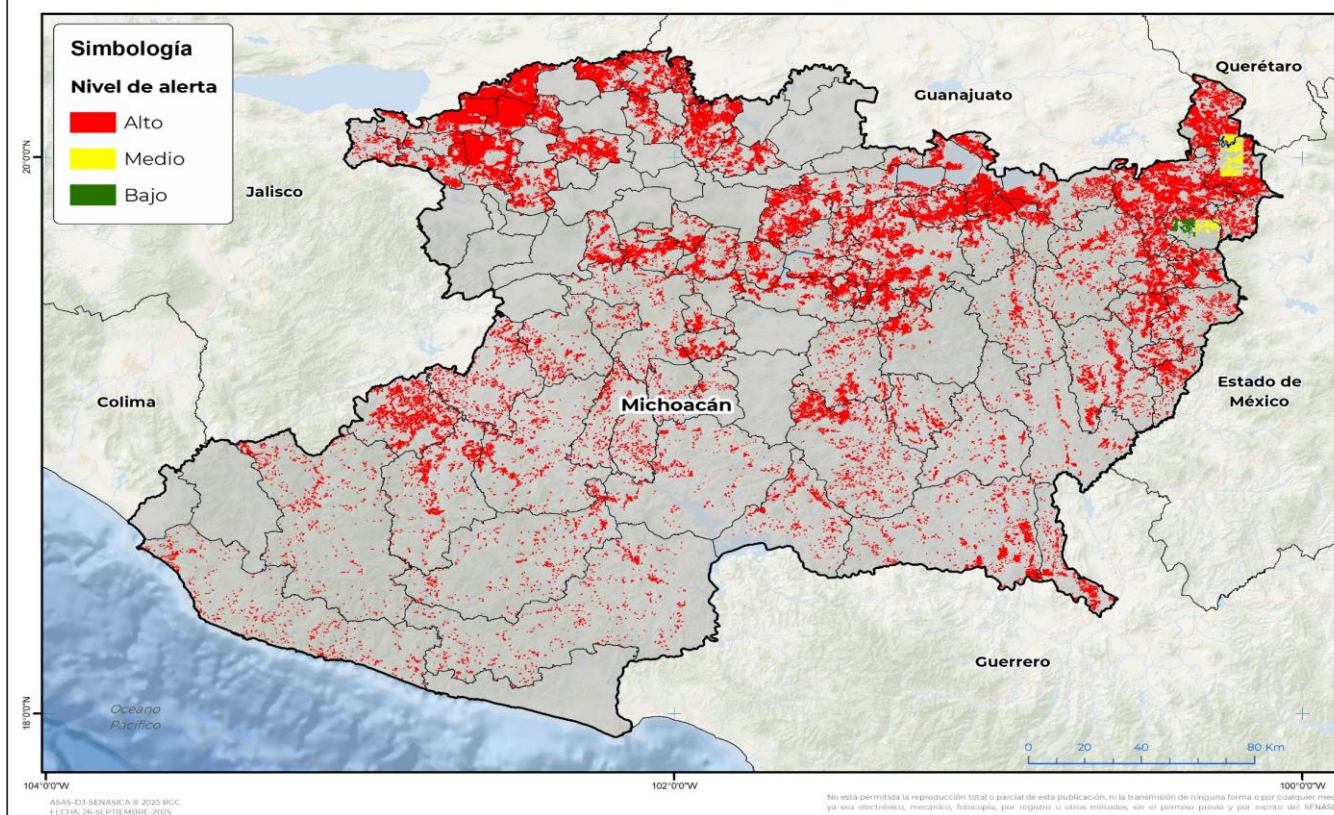 Simbología
Nivel de alerta
Alto
Medio
Bajo
Querétaro
Guanajuato
Jalisco
Colima
Michoacán
Estado de
México
Guerrero
Oceano
Pacífico
20°0'0"N
18°0'0"N
0 20 40 80 Km
104°0'0"W
102°0'0"W
100°0'0"W
ASAS-DJ-SENASICA ® 2025 RGC
FECHA: 26-SEPTIEMBRE-2025
No está permitida la reproducción total o parcial de esta publicación, ni la transmisión de ninguna forma o por cualquier
ya sea electrónico, mecánico, fotocopia, por registro u otros métodos, sin el permiso previo y por escrito del